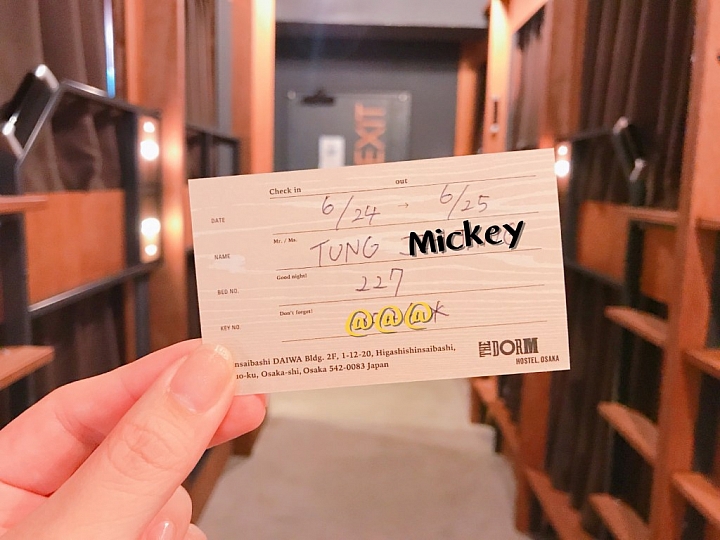 EXIT
Check in out
DATE 6/24 → 6/25
Mr. / Ms.
NAME TUNG Mickey
Good night!
BED NO. 227
Don't forget!
KEY NO. @@@ K
nsaibashi DAIWA Bldg. 2F, 1-12-20, Higashishinsaibashi,
o-ku, Osaka-shi, Osaka 542-0083 Japan
THE DORM
HOSTEL, OSAKA